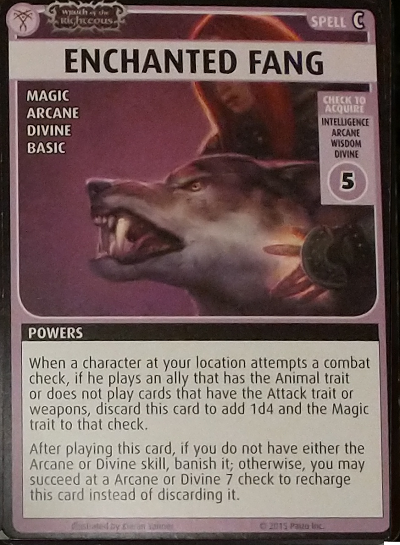 Wrath of the
Righteous
SPELL C
ENCHANTED FANG
MAGIC
ARCANE
DIVINE
BASIC
CHECK TO
ACQUIRE
INTELLIGENCE
ARCANE
WISDOM
DIVINE
5
POWERS
When a character at your location attempts a combat
check, if he plays an ally that has the Animal trait
or does not play cards that have the Attack trait or
weapons, discard this card to add 1d4 and the Magic
trait to that check.
After playing this card, if you do not have either the
Arcane or Divine skill, banish it; otherwise, you may
succeed at a Arcane or Divine 7 check to recharge
this card instead of discarding it.
Illustrated by
© 2015 Paizo Inc.